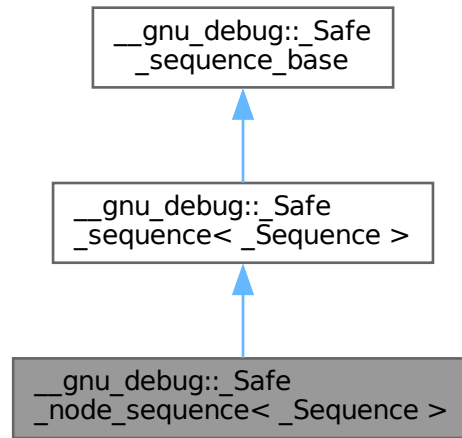 __gnu_debug::_Safe
_sequence_base
__gnu_debug::_Safe
_sequence< _Sequence >
__gnu_debug::_Safe
_node_sequence< _Sequence >